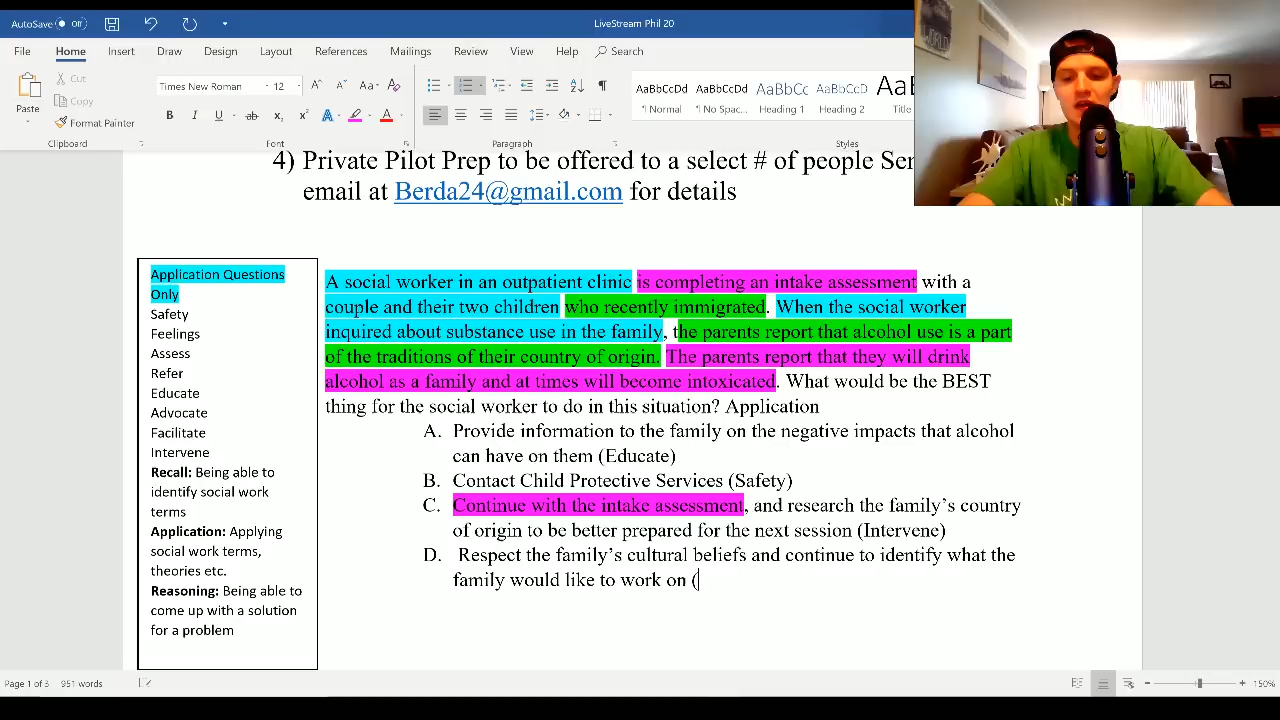 AutoSave Off
LiveStream Phil 20
File Home Insert Draw Design Layout References Mailings Review View Help Search
Paste
Cut
Copy
Format Painter
Times New Roman 12
AaBbCcDd AaBbCcDd AaBbCc AaBbCcD AaB
¶ Normal ¶ No Spac... Heading 1 Heading 2 Title
Clipboard Font Paragraph Styles
4) Private Pilot Prep to be offered to a select # of people Sen
email at Berda24@gmail.com for details
Application Questions
Only
Safety
Feelings
Assess
Refer
Educate
Advocate
Facilitate
Intervene
Recall: Being able to
identify social work
terms
Application: Applying
social work terms,
theories etc.
Reasoning: Being able to
come up with a solution
for a problem
A social worker in an outpatient clinic is completing an intake assessment with a
couple and their two children who recently immigrated. When the social worker
inquired about substance use in the family, the parents report that alcohol use is a part
of the traditions of their country of origin. The parents report that they will drink
alcohol as a family and at times will become intoxicated. What would be the BEST
thing for the social worker to do in this situation? Application
A. Provide information to the family on the negative impacts that alcohol
can have on them (Educate)
B. Contact Child Protective Services (Safety)
C. Continue with the intake assessment, and research the family's country
of origin to be better prepared for the next session (Intervene)
D. Respect the family's cultural beliefs and continue to identify what the
family would like to work on (
Page 1 of 3 951 words
150%